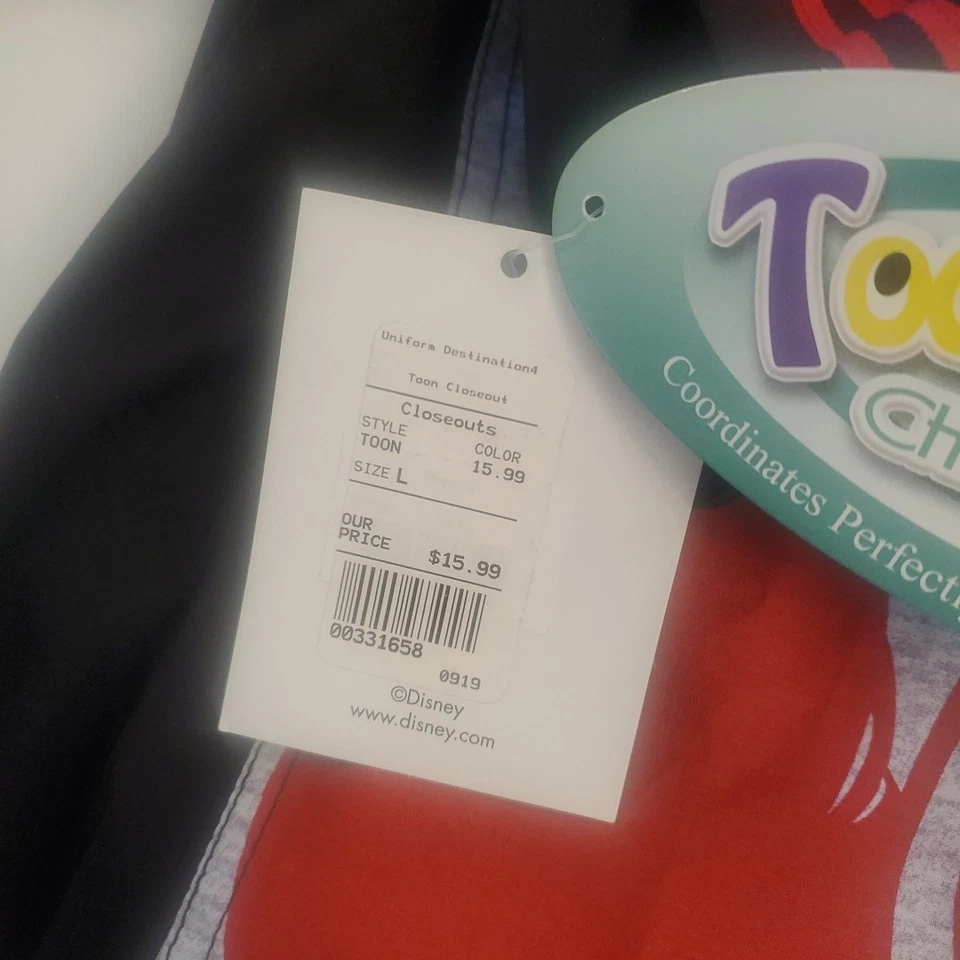 Uniform Destination4
Toon Closeout
Closeouts
STYLE COLOR
TOON 15.99
SIZE L
OUR
PRICE $15.99
00331658
0919
©Disney
www.disney.com
Coordinates